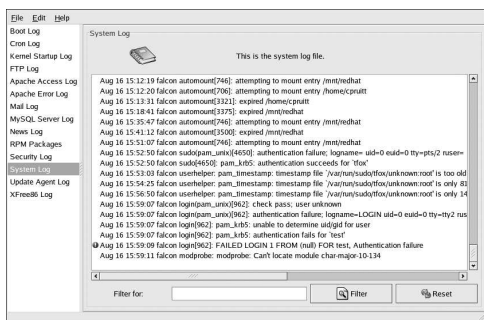 File Edit Help
Boot Log
Cron Log
Kernel Startup Log
FTP Log
Apache Access Log
Apache Error Log
Mail Log
MySQL Server Log
News Log
RPM Packages
Security Log
System Log
Update Agent Log
XFree86 Log
System Log
This is the system log file.
Aug 16 15:12:19 falcon automount[746]: attempting to mount entry /mnt/redhat
Aug 16 15:12:20 falcon automount[706]: attempting to mount entry /home/cpruitt
Aug 16 15:13:31 falcon automount[3321]: expired /home/cpruitt
Aug 16 15:18:41 falcon automount[3375]: expired /mnt/redhat
Aug 16 15:35:47 falcon automount[746]: attempting to mount entry /mnt/redhat
Aug 16 15:41:12 falcon automount[3500]: expired /mnt/redhat
Aug 16 15:51:07 falcon automount[746]: attempting to mount entry /mnt/redhat
Aug 16 15:52:50 falcon sudo(pam_unix)[4650]: authentication failure; logname= uid=0 euid=0 tty=pts/2 ruser=
Aug 16 15:52:50 falcon sudo[4650]: pam_krb5: authentication succeeds for `tfox'
Aug 16 15:53:03 falcon userhelper: pam_timestamp: timestamp file `/var/run/sudo/tfox/unknown:root' is too old
Aug 16 15:54:25 falcon userhelper: pam_timestamp: timestamp file `/var/run/sudo/tfox/unknown:root' is only 81
Aug 16 15:56:50 falcon userhelper: pam_timestamp: timestamp file `/var/run/sudo/tfox/unknown:root' is only 14
Aug 16 15:59:07 falcon login(pam_unix)[962]: check pass; user unknown
Aug 16 15:59:07 falcon login(pam_unix)[962]: authentication failure; logname=LOGIN uid=0 euid=0 tty=tty2 rus
Aug 16 15:59:07 falcon login[962]: pam_krb5: unable to determine uid/gid for user
Aug 16 15:59:07 falcon login[962]: pam_krb5: authentication fails for `test'
Aug 16 15:59:09 falcon login[962]: FAILED LOGIN 1 FROM (null) FOR test, Authentication failure
Aug 16 15:59:11 falcon modprobe: modprobe: Can't locate module char-major-10-134
Filter for:
Filter
Reset